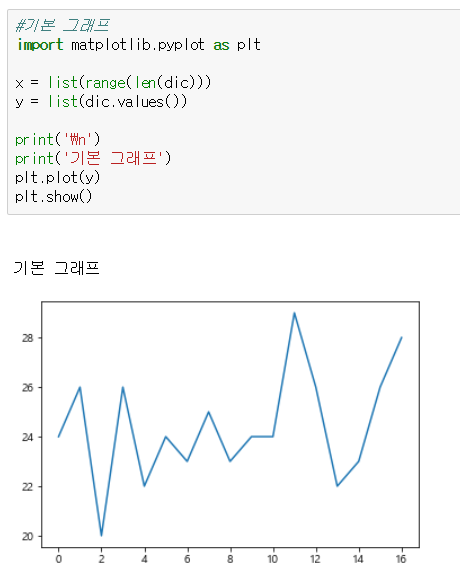 #기본 그래프
import matplotlib.pyplot as plt
x = list(range(len(dic)))
y = list(dic.values())
print('₩n')
print('기본 그래프')
plt.plot(y)
plt.show()
기본 그래프
28
26
24
22
20
0 2 4 6 8 10 12 14 16